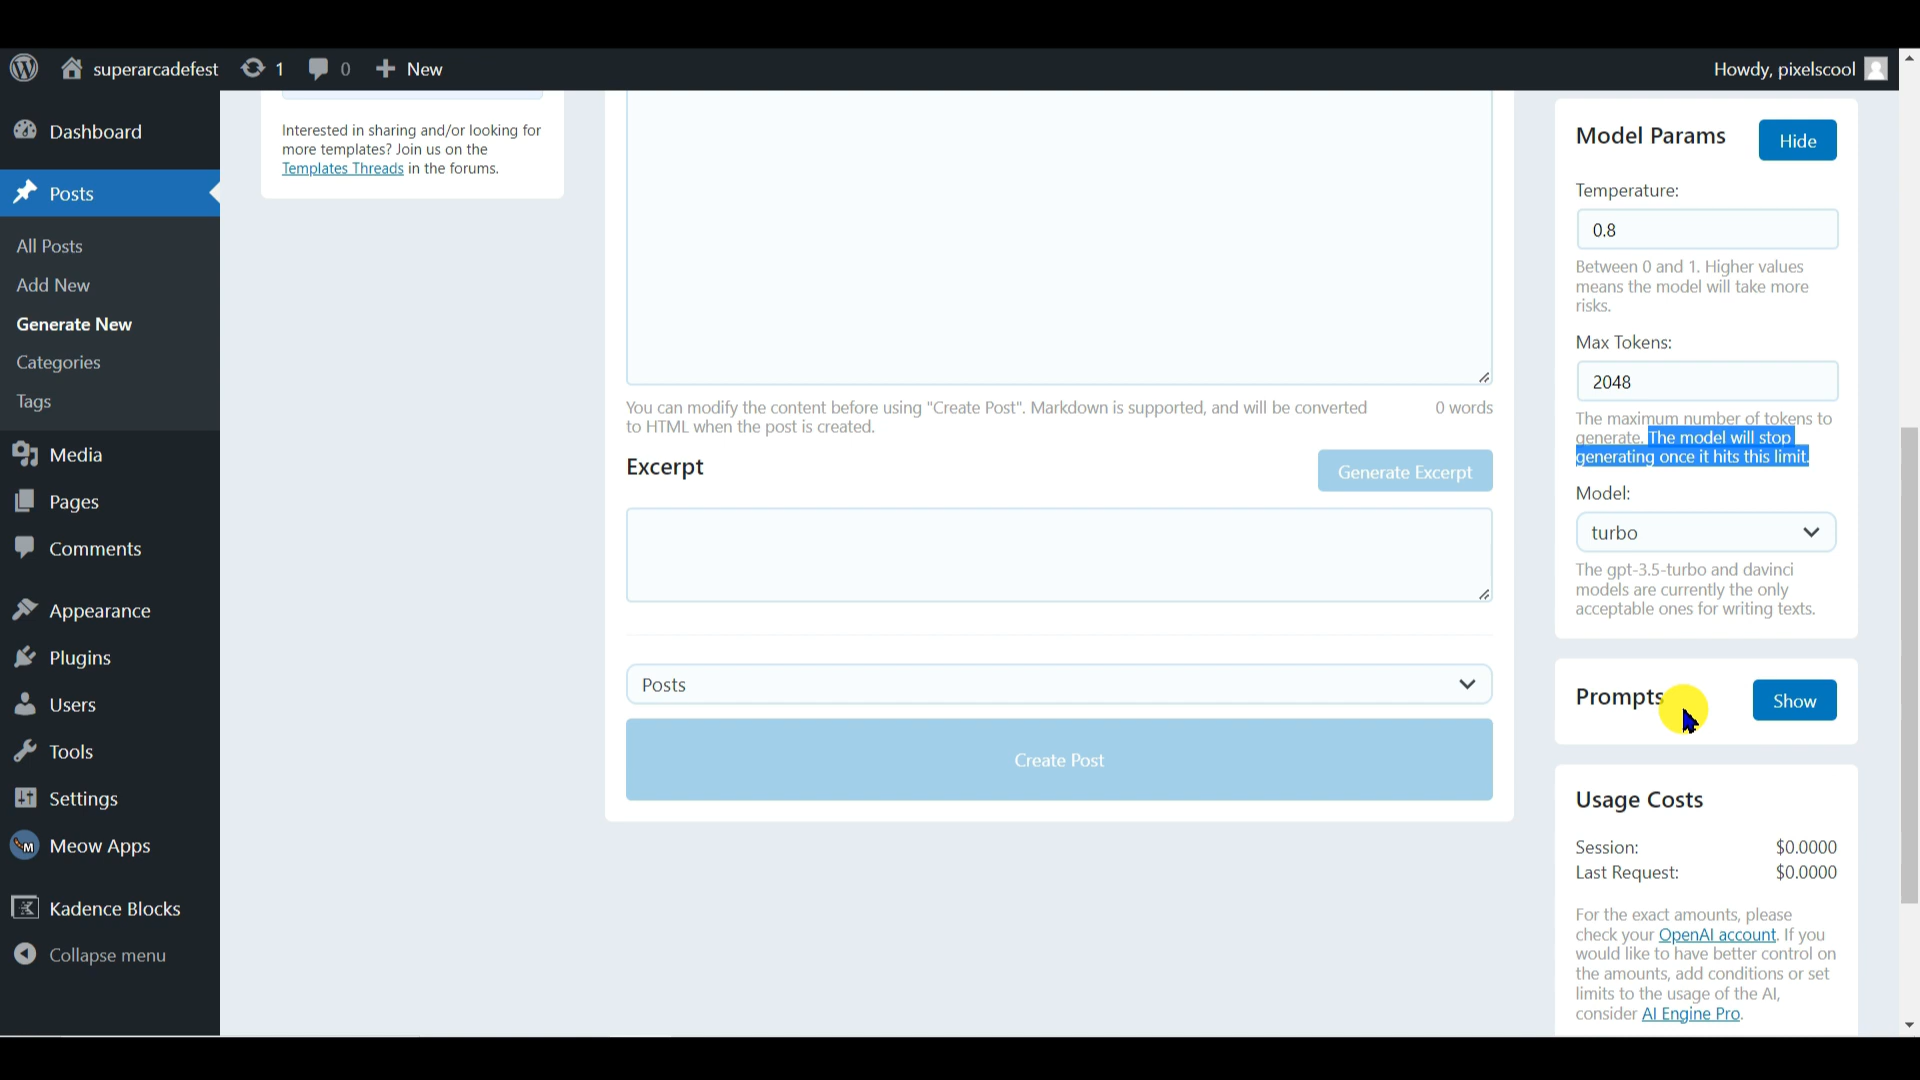 superarcadefest 1 0 New Howdy, pixelscool
Dashboard
Posts
All Posts
Add New
Generate New
Categories
Tags
Media
Pages
Comments
Appearance
Plugins
Users
Tools
Settings
Meow Apps
Kadence Blocks
Collapse menu
Interested in sharing and/or looking for
more templates? Join us on the
Templates Threads in the forums.
You can modify the content before using "Create Post". Markdown is supported, and will be converted
to HTML when the post is created.
0 words
Excerpt
Generate Excerpt
Posts
Create Post
Model Params
Hide
Temperature:
0.8
Between 0 and 1. Higher values
means the model will take more
risks.
Max Tokens:
2048
The maximum number of tokens to
generate. The model will stop
generating once it hits this limit.
Model:
turbo
The gpt-3.5-turbo and davinci
models are currently the only
acceptable ones for writing texts.
Prompts
Show
Usage Costs
Session: $0.0000
Last Request: $0.0000
For the exact amounts, please
check your OpenAI account. If you
would like to have better control on
the amounts, add conditions or set
limits to the usage of the AI,
consider AI Engine Pro.